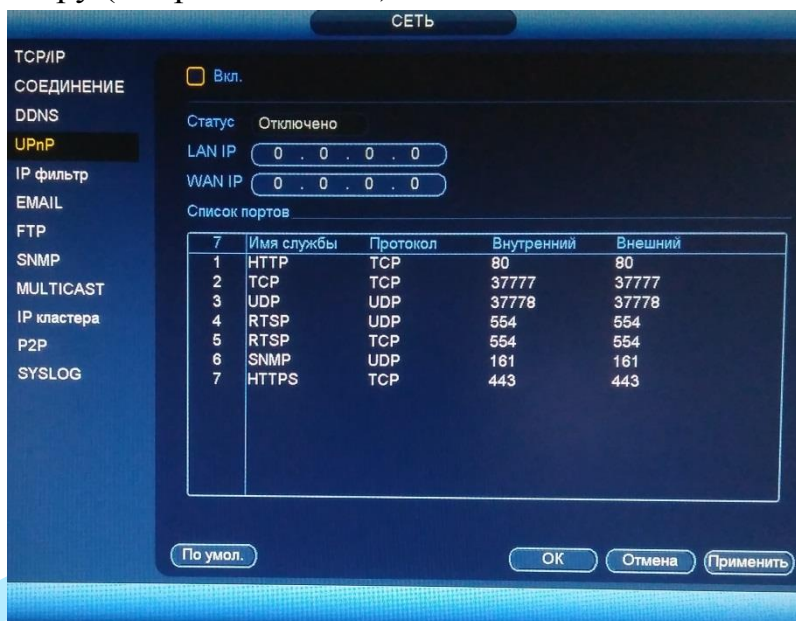 СЕТЬ
TCP/IP
СОЕДИНЕНИЕ
DDNS
UPnP
IP фильтр
EMAIL
FTP
SNMP
MULTICAST
IP кластера
P2P
SYSLOG
Вкл.
Статус Отключено
LAN IP 0 . 0 . 0 . 0
WAN IP 0 . 0 . 0 . 0
Список портов
7 Имя службы Протокол Внутренний Внешний
1 HTTP TCP 80 80
2 TCP TCP 37777 37777
3 UDP UDP 37778 37778
4 RTSP UDP 554 554
5 RTSP TCP 554 554
6 SNMP UDP 161 161
7 HTTPS TCP 443 443
По умол. ОК Отмена Применить